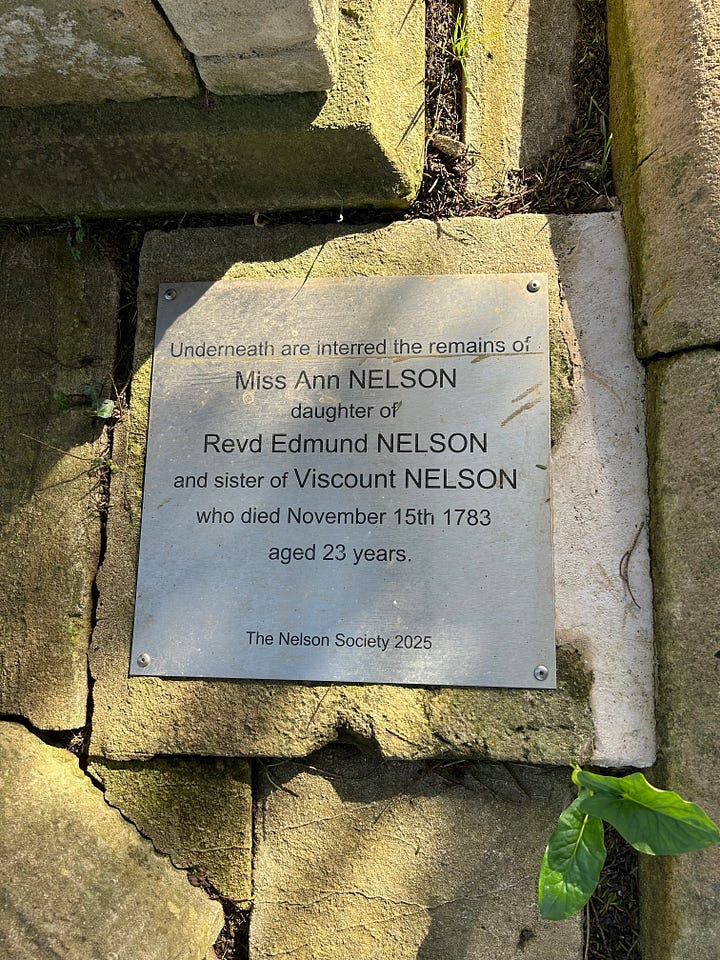 Underneath are interred the remains of
Miss Ann NELSON
daughter of
Revd Edmund NELSON
and sister of Viscount NELSON
who died November 15th 1783
aged 23 years.
The Nelson Society 2025